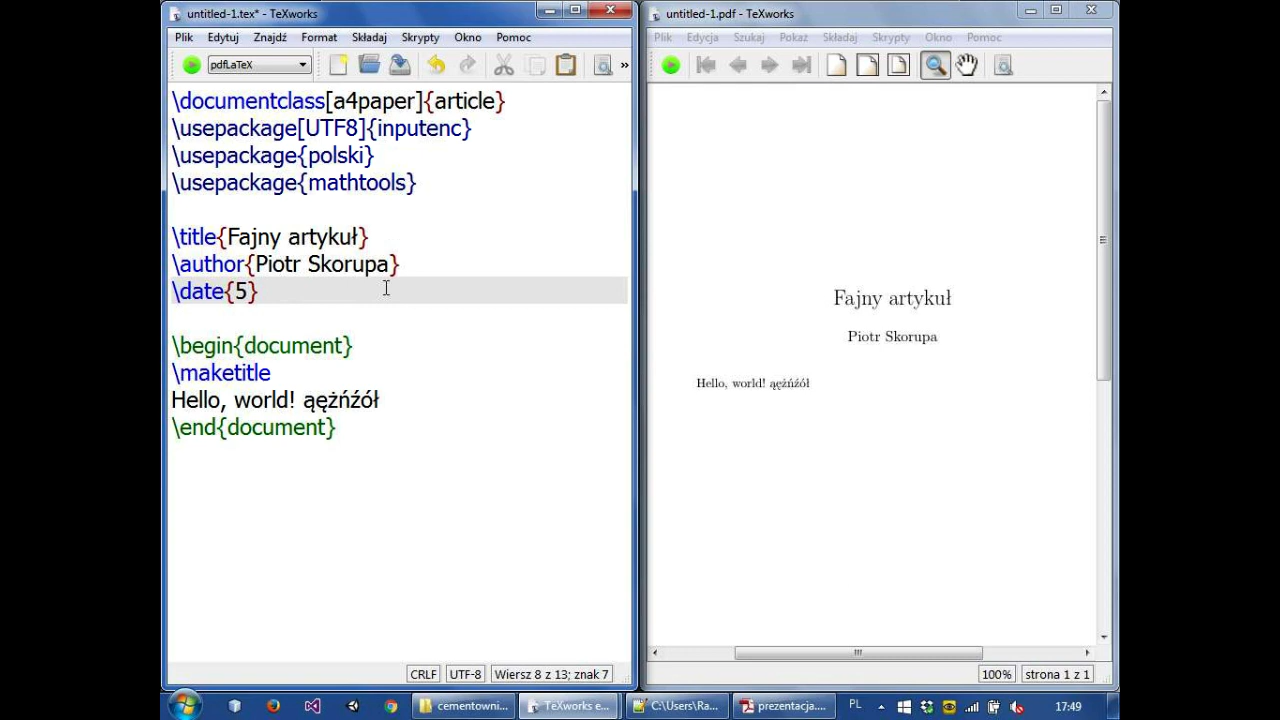 untitled-1.tex* - TeXworks
Plik Edytuj Znajdź Format Składaj Skrypty Okno Pomoc
pdfLaTeX »
\documentclass[a4paper]{article}
\usepackage[UTF8]{inputenc}
\usepackage{polski}
\usepackage{mathtools}
\title{Fajny artykuł}
\author{Piotr Skorupa}
\date{5}
\begin{document}
\maketitle
Hello, world! ąężńźół
\end{document}
CRLF UTF-8 Wiersz 8 z 13; znak 7
untitled-1.pdf - TeXworks
Plik Edycja Szukaj Pokaż Składaj Skrypty Okno Pomoc
Fajny artykuł
Piotr Skorupa
Hello, world! ąężńźół
100% strona 1 z 1
cementowni... TeXworks e... C:\Users\Ra... prezentacja.... PL 17:49